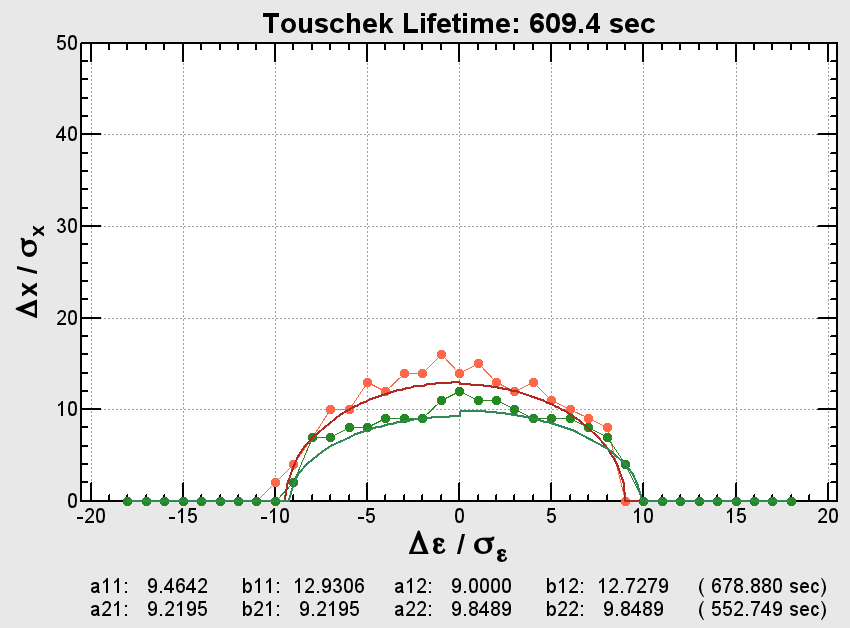 Touschek Lifetime: 609.4 sec
50
40
30
20
10
0
Δx / σx
-20 -15 -10 -5 0 5 10 15 20
Δε / σε
a11: 9.4642 b11: 12.9306 a12: 9.0000 b12: 12.7279 ( 678.880 sec)
a21: 9.2195 b21: 9.2195 a22: 9.8489 b22: 9.8489 ( 552.749 sec)